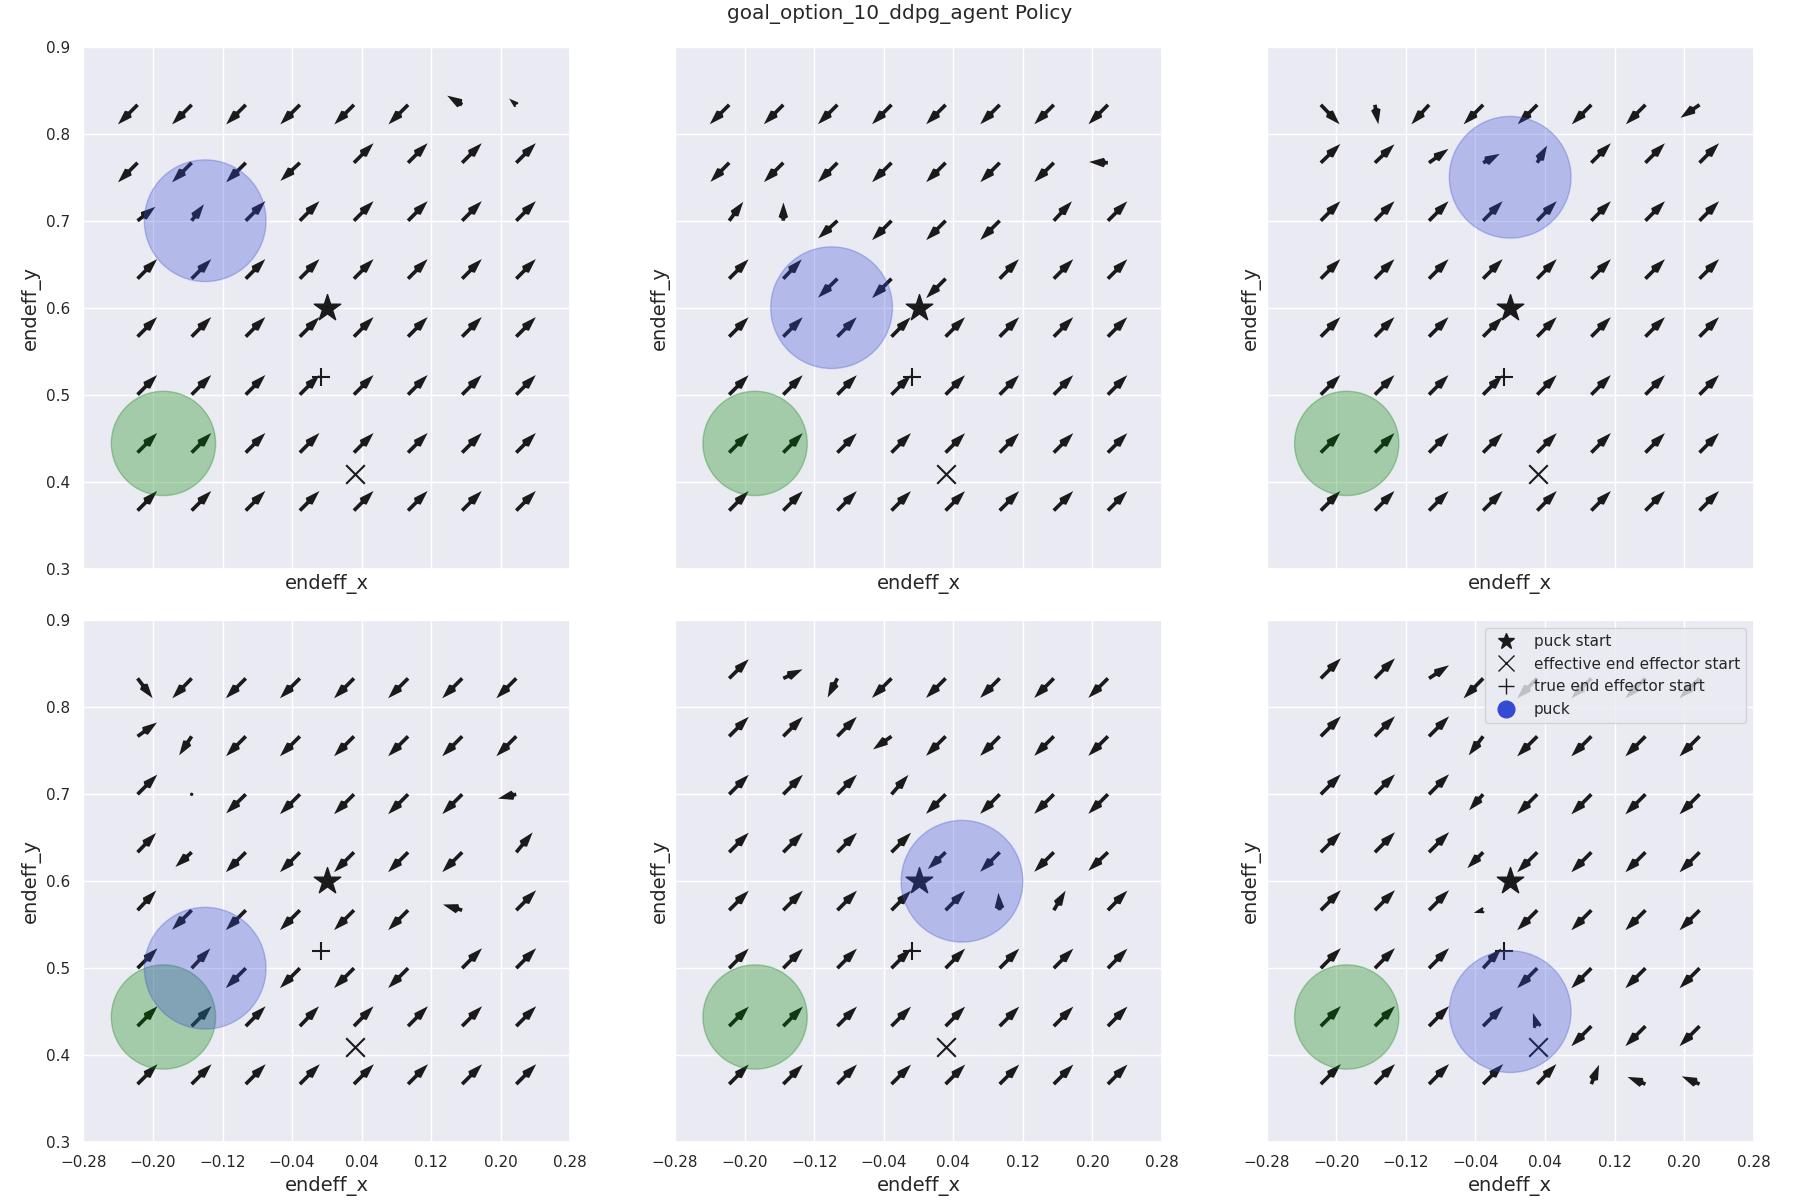 goal_option_10_ddpg_agent Policy
0.9
0.8
0.7
0.6
0.5
0.4
0.3
endeff_y
endeff_x
endeff_y
endeff_x
endeff_y
endeff_x
0.9
0.8
0.7
0.6
0.5
0.4
0.3
endeff_y
−0.28 −0.20 −0.12 −0.04 0.04 0.12 0.20 0.28
endeff_x
endeff_y
−0.28 −0.20 −0.12 −0.04 0.04 0.12 0.20 0.28
endeff_x
puck start
effective end effector start
true end effector start
puck
endeff_y
−0.28 −0.20 −0.12 −0.04 0.04 0.12 0.20 0.28
endeff_x